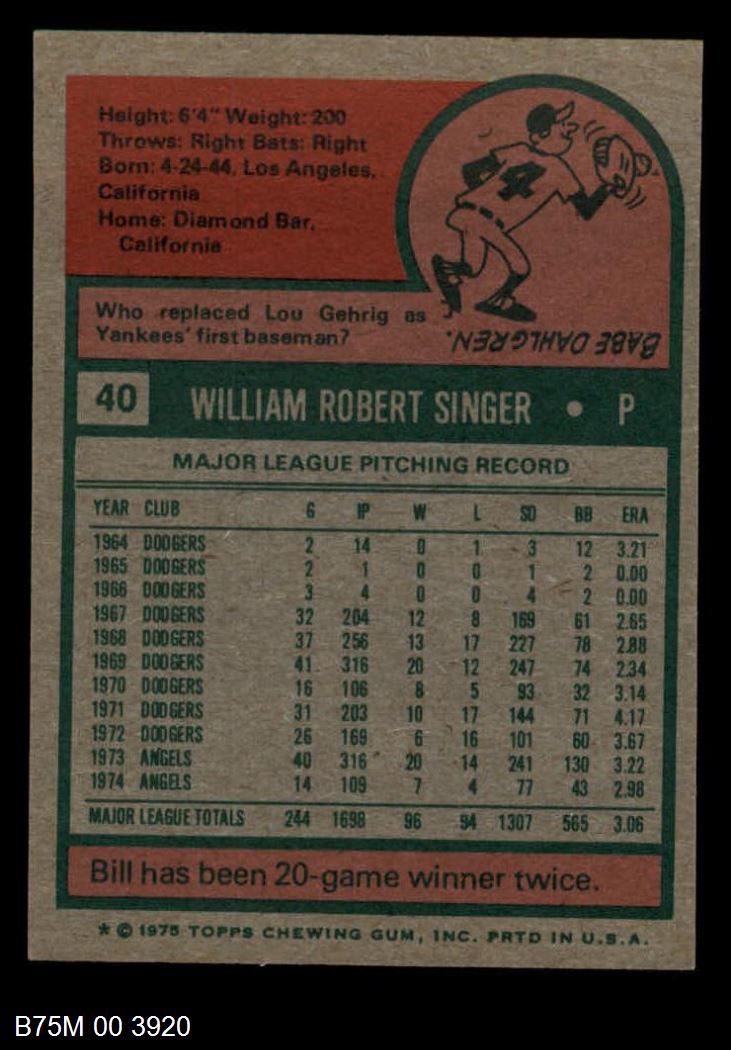 Height: 6'4" Weight: 200
Throws: Right Bats: Right
Born: 4-24-44, Los Angeles,
California
Home: Diamond Bar,
California
4
Who replaced Lou Gehrig as
Yankees' first baseman?
BABE DAHLGREN.
40 WILLIAM ROBERT SINGER • P
MAJOR LEAGUE PITCHING RECORD
YEAR CLUB G IP W L SO BB ERA
1964 DODGERS 2 14 0 1 3 12 3.21
1965 DODGERS 2 1 0 0 1 2 0.00
1966 DODGERS 3 4 0 0 4 2 0.00
1967 DODGERS 32 204 12 8 169 61 2.65
1968 DODGERS 37 256 13 17 227 78 2.88
1969 DODGERS 41 316 20 12 247 74 2.34
1970 DODGERS 16 106 8 5 93 32 3.14
1971 DODGERS 31 203 10 17 144 71 4.17
1972 DODGERS 26 169 6 16 101 60 3.67
1973 ANGELS 40 316 20 14 241 130 3.22
1974 ANGELS 14 109 7 4 77 43 2.98
MAJOR LEAGUE TOTALS 244 1698 96 94 1307 565 3.06
Bill has been 20-game winner twice.
* © 1975 TOPPS CHEWING GUM, INC. PRTD IN U.S.A.
B75M 00 3920